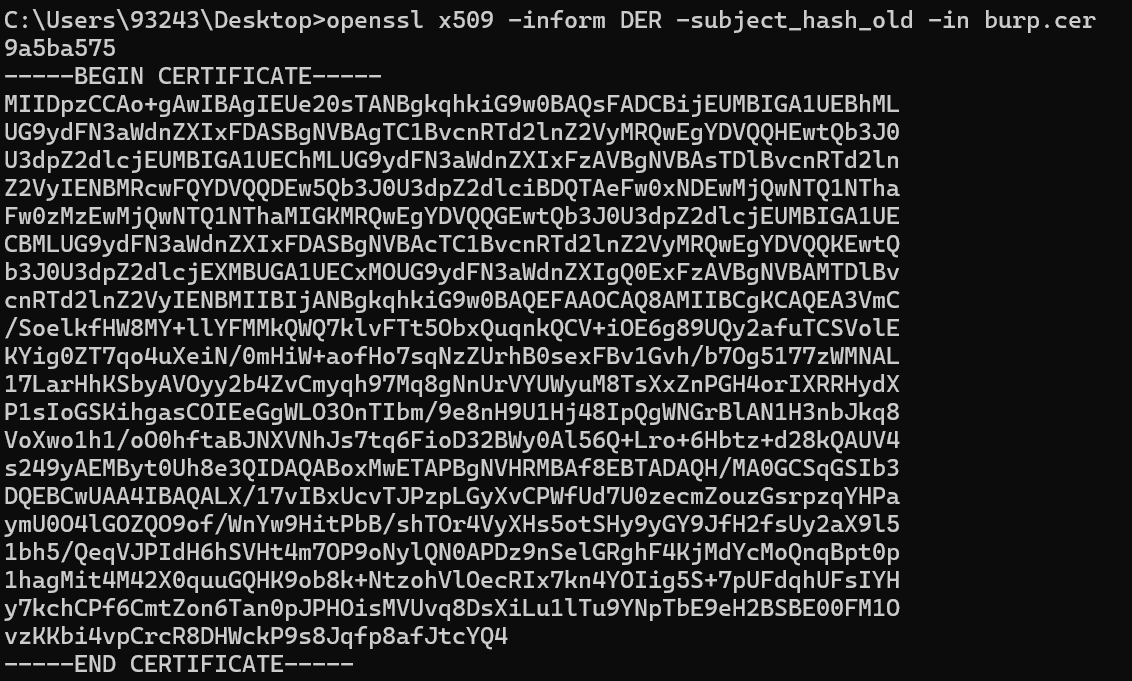 C:\Users\93243\Desktop>openssl x509 -inform DER -subject_hash_old -in burp.cer
9a5ba575
-----BEGIN CERTIFICATE-----
MIIDpzCCAo+gAwIBAgIEUe20sTANBgkqhkiG9w0BAQsFADCBijEUMBIGA1UEBhML
UG9ydFN3aWdnZXIxFDASBgNVBAgTC1BvcnRTd2lnZ2VyMRQwEgYDVQQHEwtQb3J0
U3dpZ2dlcjEUMBIGA1UEChMLUG9ydFN3aWdnZXIxFzAVBgNVBAsTDlBvcnRTd2ln
Z2VyIENBMRcwFQYDVQQDEw5Qb3J0U3dpZ2dlciBDQTAeFw0xNDEwMjQwNTQ1NTha
Fw0zMzEwMjQwNTQ1NThaMIGKMRQwEgYDVQQGEwtQb3J0U3dpZ2dlcjEUMBIGA1UE
CBMLUG9ydFN3aWdnZXIxFDASBgNVBAcTC1BvcnRTd2lnZ2VyMRQwEgYDVQQKEwtQ
b3J0U3dpZ2dlcjEXMBUGA1UECxMOUG9ydFN3aWdnZXIgQ0ExFzAVBgNVBAMTDlBv
cnRTd2lnZ2VyIENBMIIBIjANBgkqhkiG9w0BAQEFAAOCAQ8AMIIBCgKCAQEA3VmC
/SoelkfHW8MY+llYFMMkQWQ7klvFTt5ObxQuqnkQCV+iOE6g89UQy2afuTCSVolE
KYig0ZT7qo4uXeiN/0mHiW+aofHo7sqNzZUrhB0sexFBv1Gvh/b7Og5177zWMNAL
17LarHhKSbyAVOyy2b4ZvCmyqh97Mq8gNnUrVYUWyuM8TsXxZnPGH4orIXRRHydX
P1sIoGSKihgasCOIEeGgWLO3OnTIbm/9e8nH9U1Hj48IpQgWNGrBlAN1H3nbJkq8
VoXwo1h1/oO0hftaBJNXVNhJs7tq6FioD32BWy0Al56Q+Lro+6Hbtz+d28kQAUV4
s249yAEMByt0Uh8e3QIDAQABoxMwETAPBgNVHRMBAf8EBTADAQH/MA0GCSqGSIb3
DQEBCwUAA4IBAQALX/17vIBxUcvTJPzpLGyXvCPWfUd7U0zecmZouzGsrpzqYHPa
ymU0O4lGOZQO9of/WnYw9HitPbB/shTOr4VyXHs5otSHy9yGY9JfH2fsUy2aX9l5
1bh5/QeqVJPIdH6hSVHt4m7OP9oNylQN0APDz9nSelGRghF4KjMdYcMoQnqBpt0p
1hagMit4M42X0quuGQHK9ob8k+NtzohVlOecRIx7kn4YOIig5S+7pUFdqhUFsIYH
y7kchCPf6CmtZon6Tan0pJPHOisMVUvq8DsXiLu1lTu9YNpTbE9eH2BSBE00FM1O
vzKKbi4vpCrcR8DHWckP9s8Jqfp8afJtcYQ4
-----END CERTIFICATE-----